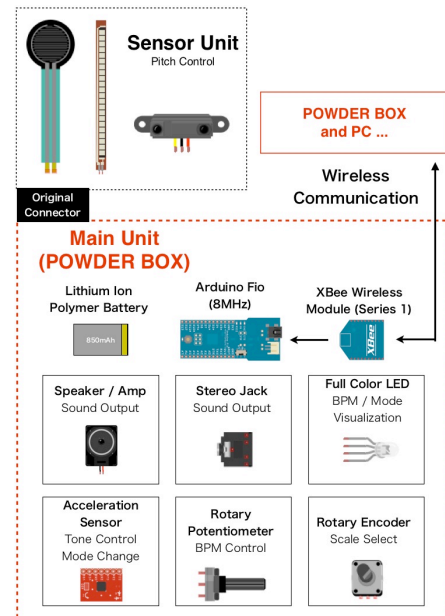 Sensor Unit
Pitch Control
POWDER BOX
and PC ...
Wireless
Communication
Original
Connector
Main Unit
(POWDER BOX)
Lithium Ion
Polymer Battery
850mAh
Arduino Fio
(8MHz)
XBee Wireless
Module (Series 1)
XBee
Speaker / Amp
Sound Output
Stereo Jack
Sound Output
Full Color LED
BPM / Mode
Visualization
Acceleration
Sensor
Tone Control
Mode Change
Rotary
Potentiometer
BPM Control
Rotary Encoder
Scale Select